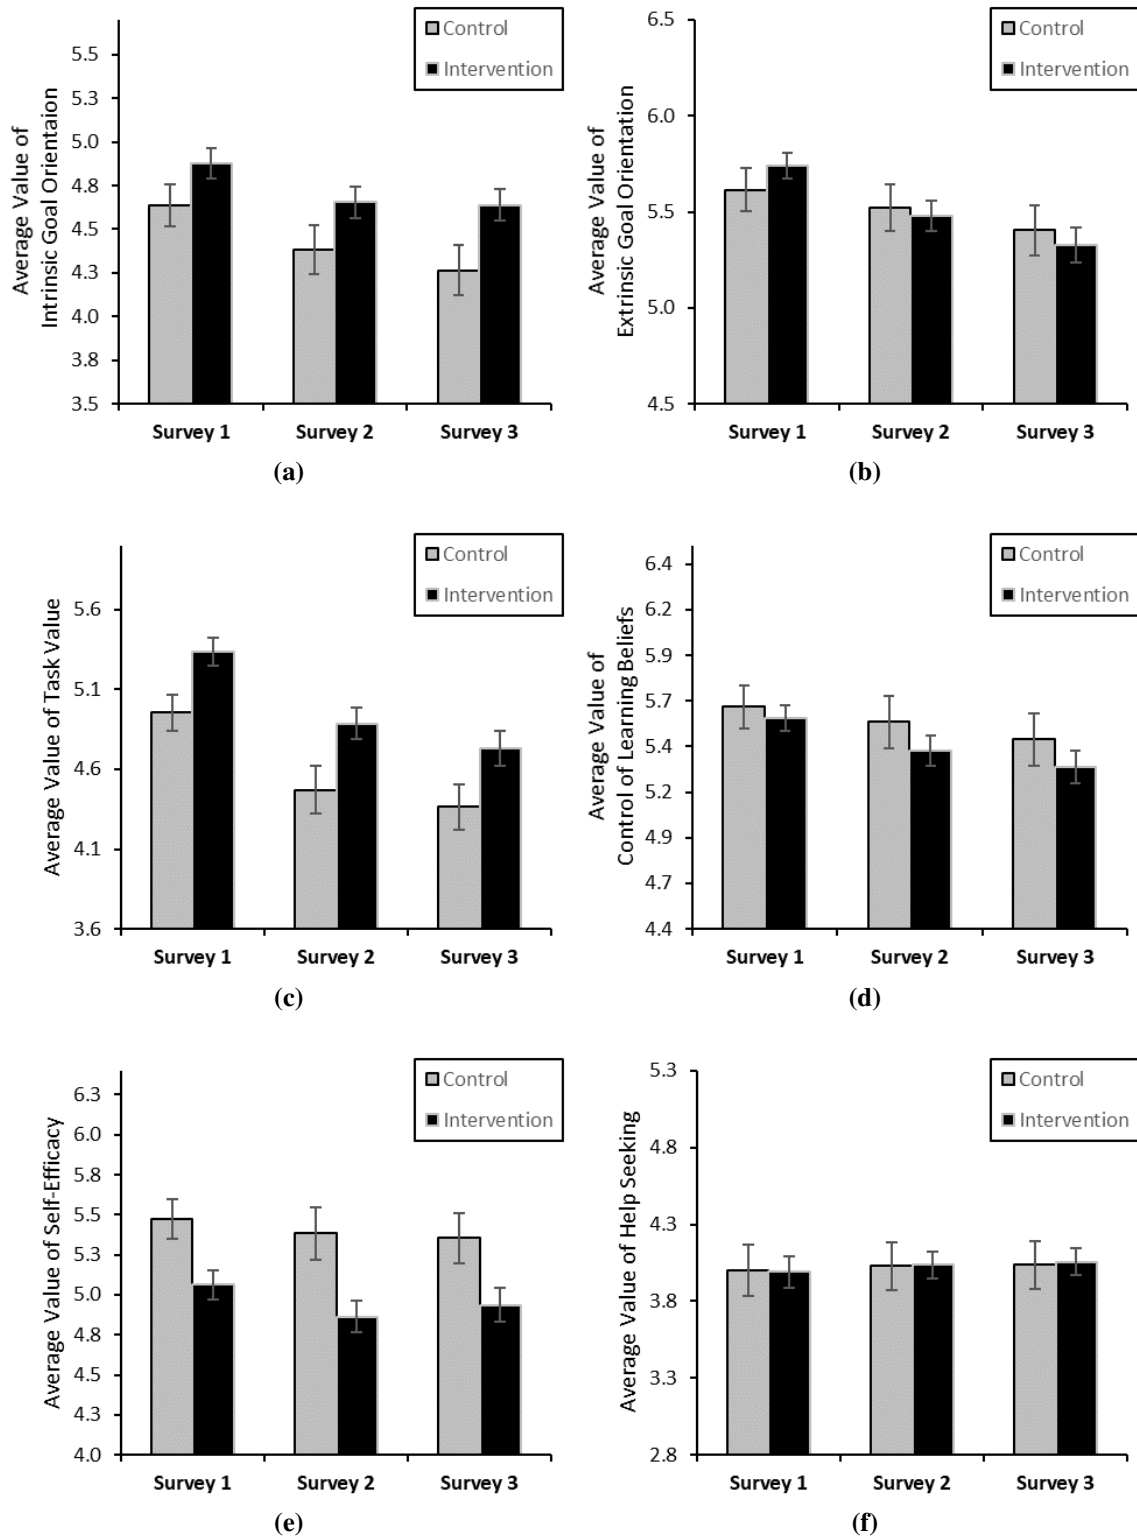 Average Value of
Intrinsic Goal Orientaion
5.5
5.3
5.0
4.8
4.5
4.3
4.0
3.8
3.5
Control
Intervention
Survey 1
Survey 2
Survey 3
(a)
Average Value of
Extrinsic Goal Orientation
6.5
6.0
5.5
5.0
4.5
Control
Intervention
Survey 1
Survey 2
Survey 3
(b)
Average Value of Task Value
5.6
5.1
4.6
4.1
3.6
Control
Intervention
Survey 1
Survey 2
Survey 3
(c)
Average Value of
Control of Learning Beliefs
6.4
6.2
5.9
5.7
5.4
5.2
4.9
4.7
4.4
Control
Intervention
Survey 1
Survey 2
Survey 3
(d)
Average Value of Self-Efficacy
6.3
6.0
5.8
5.5
5.3
5.0
4.8
4.5
4.3
4.0
Control
Intervention
Survey 1
Survey 2
Survey 3
(e)
Average Value of Help Seeking
5.3
4.8
4.3
3.8
3.3
2.8
Control
Intervention
Survey 1
Survey 2
Survey 3
(f)